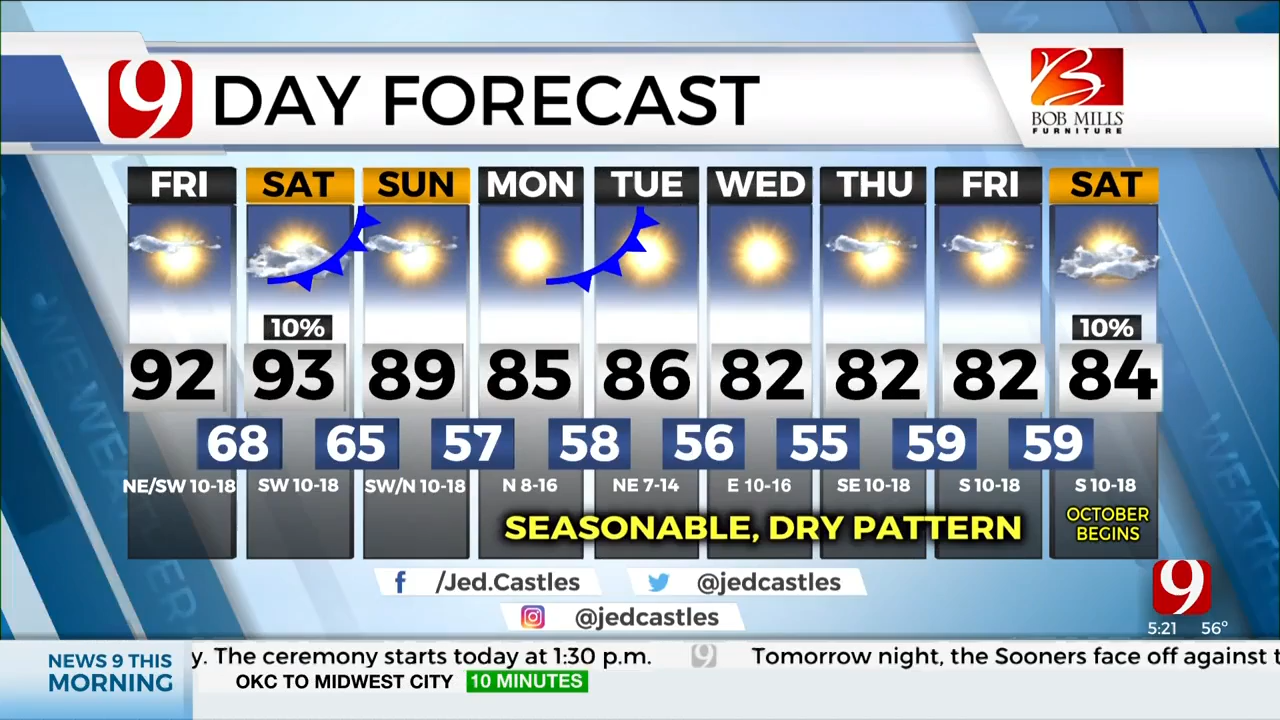 9 DAY FORECAST
B
BOB MILLS
FURNITURE
FRI SAT SUN MON TUE WED THU FRI SAT
10% 10%
92 93 89 85 86 82 82 82 84
68 65 57 58 56 55 59 59
NE/SW 10-18 SW 10-18 SW/N 10-18 N 8-16 NE 7-14 E 10-16 SE 10-18 S 10-18 S 10-18
SEASONABLE, DRY PATTERN
OCTOBER
BEGINS
/Jed.Castles @jedcastles
@jedcastles
9
5:21 56°
NEWS 9 THIS
MORNING
y. The ceremony starts today at 1:30 p.m. 9 Tomorrow night, the Sooners face off against t
OKC TO MIDWEST CITY 10 MINUTES